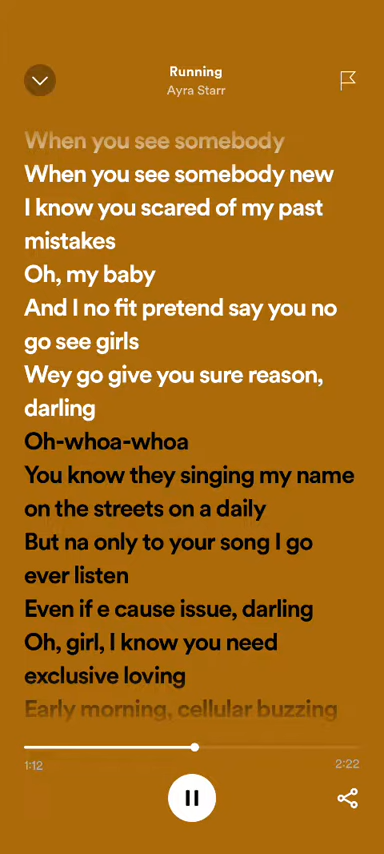 Running
Ayra Starr
When you see somebody
When you see somebody new
I know you scared of my past
mistakes
Oh, my baby
And I no fit pretend say you no
go see girls
Wey go give you sure reason,
darling
Oh-whoa-whoa
You know they singing my name
on the streets on a daily
But na only to your song I go
ever listen
Even if e cause issue, darling
Oh, girl, I know you need
exclusive loving
Early morning, cellular buzzing
1:12
2:22